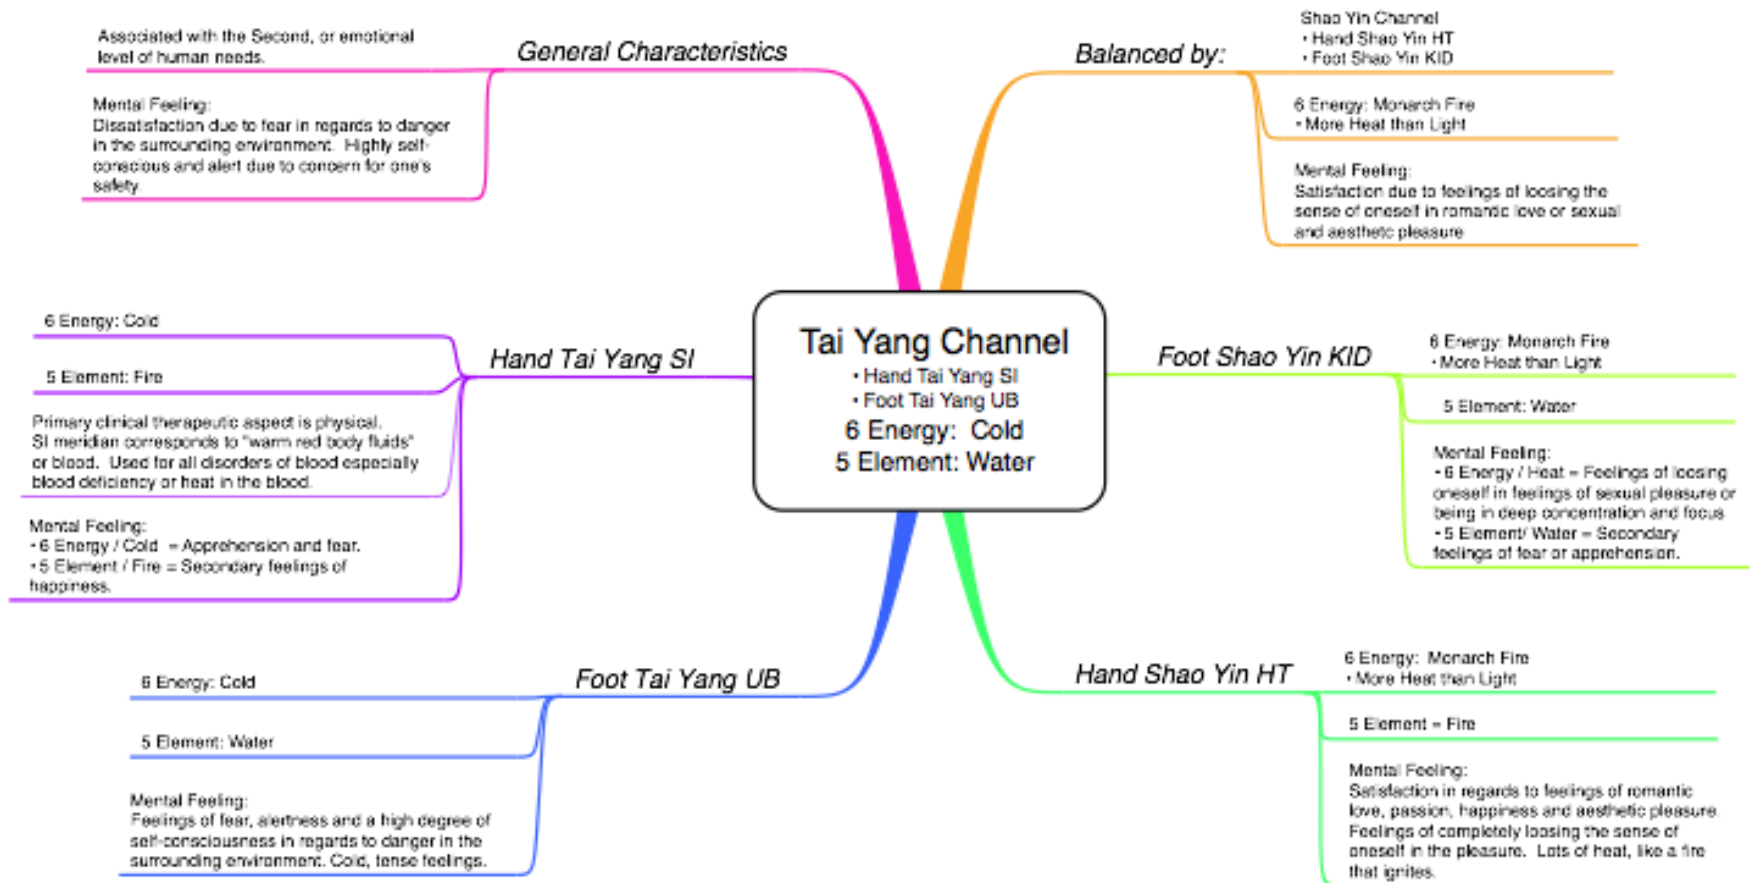 General Characteristics
Associated with the Second, or emotional
level of human needs.
Mental Feeling:
Dissatisfaction due to fear in regards to danger
in the surrounding environment.  Highly self-
conscious and alert due to concern for one's
safety.
Balanced by:
Shao Yin Channel
• Hand Shao Yin HT
• Foot Shao Yin KID
6 Energy: Monarch Fire
• More Heat than Light
Mental Feeling:
Satisfaction due to feelings of loosing the
sense of oneself in romantic love or sexual
and aesthetc pleasure
Tai Yang Channel
• Hand Tai Yang SI
• Foot Tai Yang UB
6 Energy:  Cold
5 Element: Water
Hand Tai Yang SI
6 Energy: Cold
5 Element: Fire
Primary clinical therapeutic aspect is physical.
SI meridian corresponds to "warm red body fluids"
or blood.  Used for all disorders of blood especially
blood deficiency or heat in the blood.
Mental Feeling:
• 6 Energy / Cold  = Apprehension and fear.
• 5 Element / Fire = Secondary feelings of
happiness.
Foot Shao Yin KID
6 Energy: Monarch Fire
• More Heat than Light
5 Element: Water
Mental Feeling:
• 6 Energy / Heat = Feelings of loosing
oneself in feelings of sexual pleasure or
being in deep concentration and focus
• 5 Element/ Water = Secondary
feelings of fear or apprehension.
Foot Tai Yang UB
6 Energy: Cold
5 Element: Water
Mental Feeling:
Feelings of fear, alertness and a high degree of
self-consciousness in regards to danger in the
surrounding environment. Cold, tense feelings.
Hand Shao Yin HT
6 Energy:  Monarch Fire
• More Heat than Light
5 Element = Fire
Mental Feeling:
Satisfaction in regards to feelings of romantic
love, passion, happiness and aesthetic pleasure.
Feelings of completely loosing the sense of
oneself in the pleasure.  Lots of heat, like a fire
that ignites.